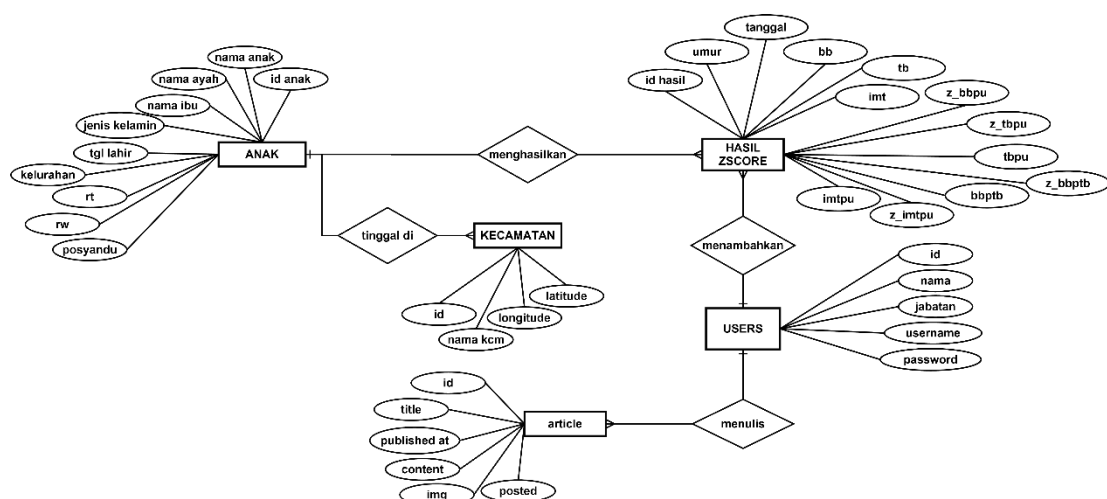 tanggal
umur
bb
nama anak
nama ayah
id anak
id hasil
tb
nama ibu
imt
z_bbpu
jenis kelamin
z_tbpu
ANAK
menghasilkan
HASIL
ZSCORE
tgl lahir
tbpu
kelurahan
z_bbptb
rt
imtpu
bbptb
rw
z_imtpu
posyandu
tinggal di
KECAMATAN
menambahkan
id
latitude
nama
id
longitude
jabatan
nama kcm
USERS
username
password
id
title
article
menulis
published at
content
img
posted